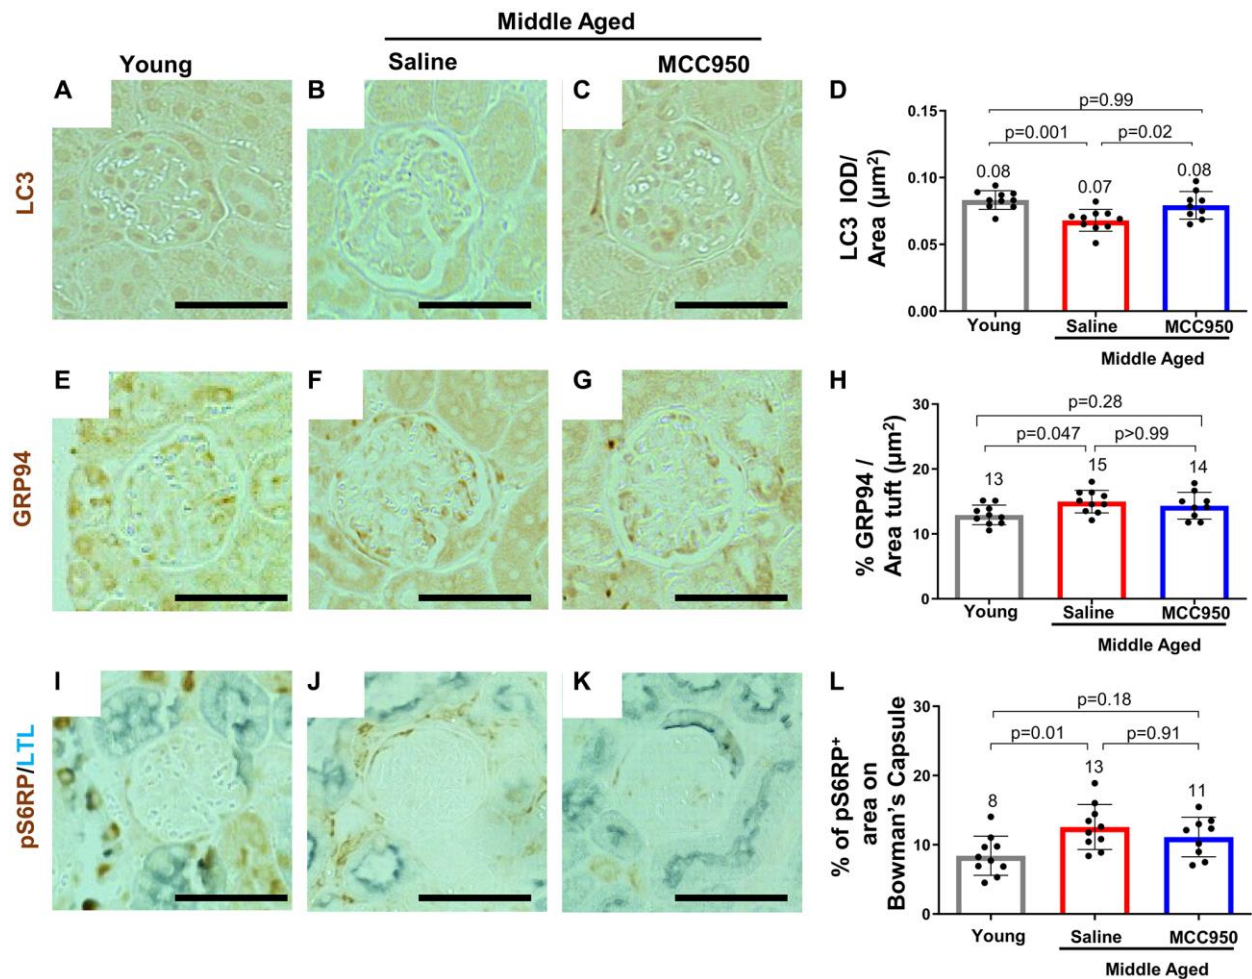 Middle Aged
Young
Saline
MCC950
A
B
C
D
LC3
LC3 IOD/
Area (μm²)
0.15
0.10
0.05
0.00
p=0.99
p=0.001
p=0.02
0.08
0.07
0.08
Young
Saline
MCC950
Middle Aged
E
F
G
H
GRP94
% GRP94 /
Area tuft (μm²)
30
20
10
0
p=0.28
p=0.047
p>0.99
13
15
14
Young
Saline
MCC950
Middle Aged
I
J
K
L
pS6RP/LTL
% of pS6RP⁺
area on
Bowman's Capsule
30
20
10
0
p=0.18
p=0.01
p=0.91
8
13
11
Young
Saline
MCC950
Middle Aged